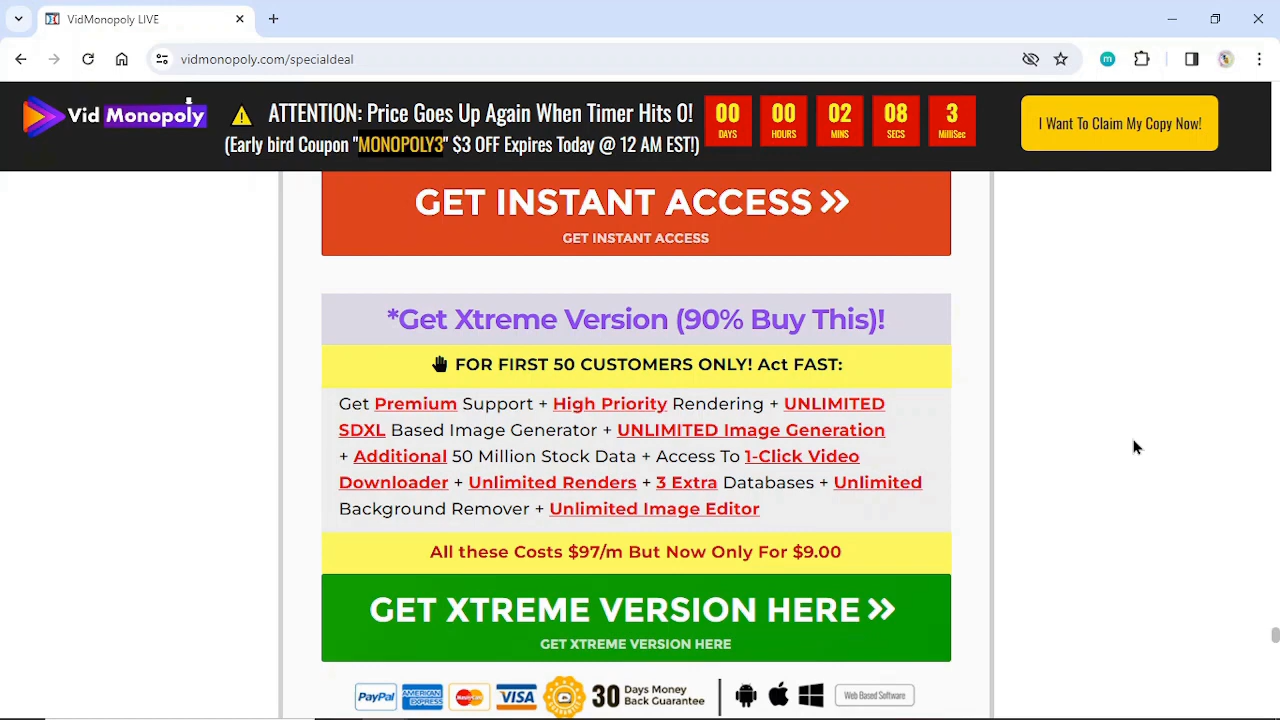 VidMonopoly LIVE
vidmonopoly.com/specialdeal
Vid Monopoly
ATTENTION: Price Goes Up Again When Timer Hits 0!
(Early bird Coupon "MONOPOLY3" $3 OFF Expires Today @ 12 AM EST!)
00 00 02 08 3
DAYS HOURS MINS SECS MilliSec
I Want To Claim My Copy Now!
GET INSTANT ACCESS
GET INSTANT ACCESS
*Get Xtreme Version (90% Buy This)!
FOR FIRST 50 CUSTOMERS ONLY! Act FAST:
Get Premium Support + High Priority Rendering + UNLIMITED
SDXL Based Image Generator + UNLIMITED Image Generation
+ Additional 50 Million Stock Data + Access To 1-Click Video
Downloader + Unlimited Renders + 3 Extra Databases + Unlimited
Background Remover + Unlimited Image Editor
All these Costs $97/m But Now Only For $9.00
GET XTREME VERSION HERE
GET XTREME VERSION HERE
PayPal AMERICAN EXPRESS MasterCard VISA 30 Days Money Back Guarantee Web Based Software